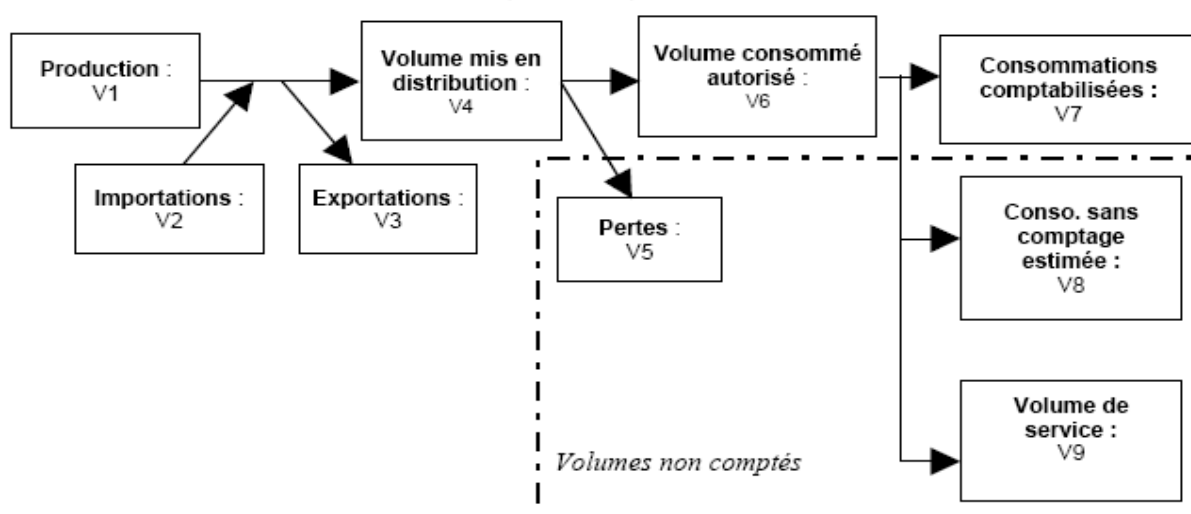 Production :
V1
Volume mis en
distribution :
V4
Volume consommé
autorisé :
V6
Consommations
comptabilisées :
V7
Importations :
V2
Exportations :
V3
Pertes :
V5
Conso. sans
comptage
estimée :
V8
Volume de
service :
V9
Volumes non comptés